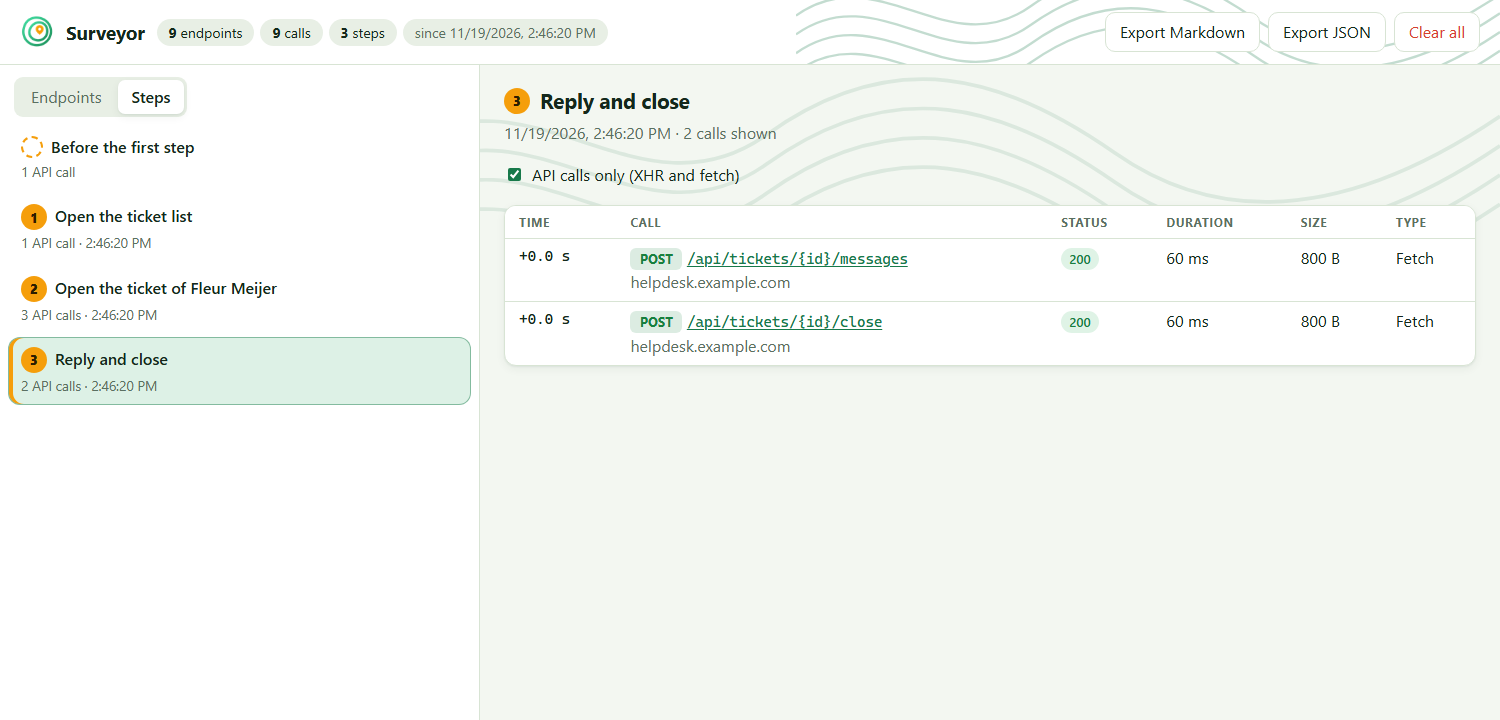 Surveyor
9 endpoints
9 calls
3 steps
since 11/19/2026, 2:46:20 PM
Export Markdown
Export JSON
Clear all
Endpoints
Steps
Before the first step
1 API call
1 Open the ticket list
1 API call · 2:46:20 PM
2 Open the ticket of Fleur Meijer
3 API calls · 2:46:20 PM
3 Reply and close
2 API calls · 2:46:20 PM
3 Reply and close
11/19/2026, 2:46:20 PM · 2 calls shown
API calls only (XHR and fetch)
TIME CALL STATUS DURATION SIZE TYPE
+0.0 s POST /api/tickets/{id}/messages 200 60 ms 800 B Fetch
helpdesk.example.com
+0.0 s POST /api/tickets/{id}/close 200 60 ms 800 B Fetch
helpdesk.example.com